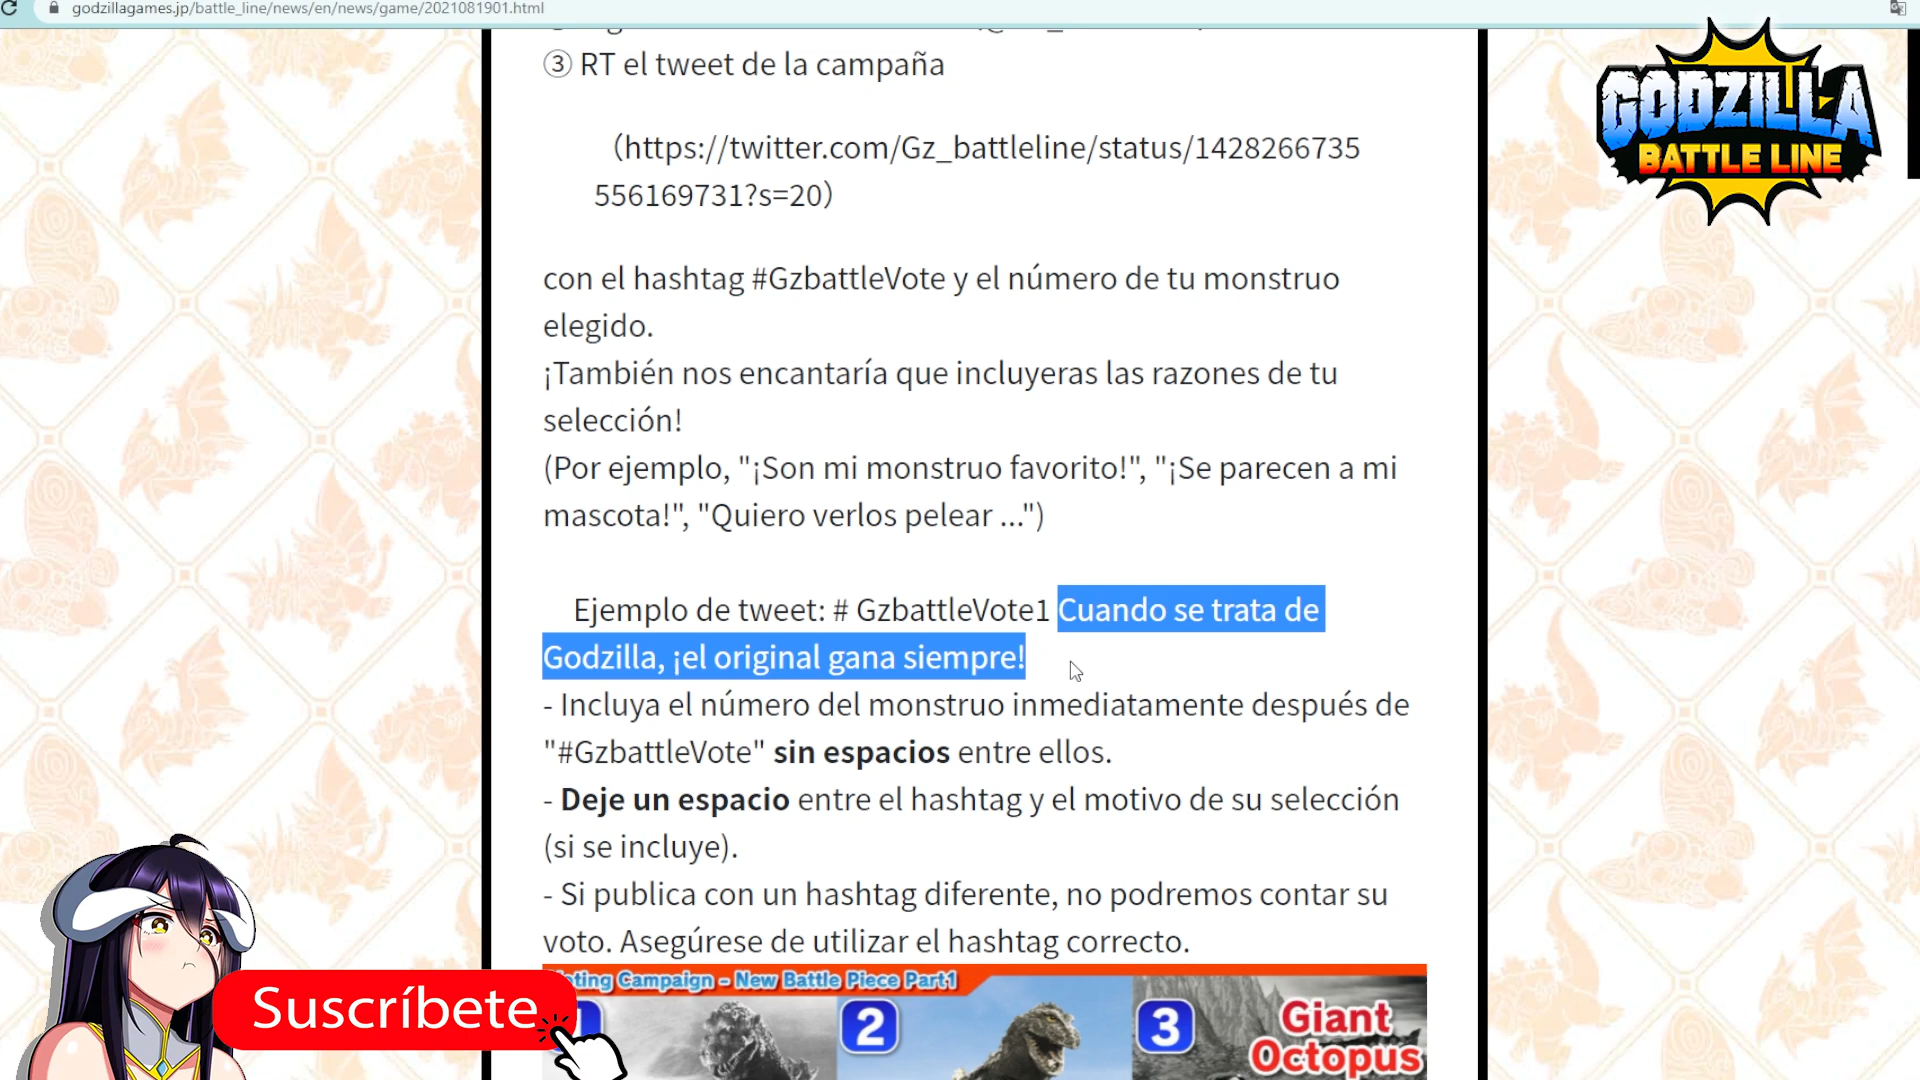 godzillagames.jp/battle_line/news/en/news/game/2021081901.html
GODZILLA
BATTLE LINE
③ RT el tweet de la campaña
(https://twitter.com/Gz_battleline/status/1428266735
556169731?s=20)
con el hashtag #GzbattleVote y el número de tu monstruo
elegido.
¡También nos encantaría que incluyeras las razones de tu
selección!
(Por ejemplo, "¡Son mi monstruo favorito!", "¡Se parecen a mi
mascota!", "Quiero verlos pelear ...")
Ejemplo de tweet: # GzbattleVote1 Cuando se trata de
Godzilla, ¡el original gana siempre!
- Incluya el número del monstruo inmediatamente después de
"#GzbattleVote" sin espacios entre ellos.
- Deje un espacio entre el hashtag y el motivo de su selección
(si se incluye).
- Si publica con un hashtag diferente, no podremos contar su
voto. Asegúrese de utilizar el hashtag correcto.
Campaign - New Battle Piece Part1
Suscríbete
2
3
Giant
Octopus